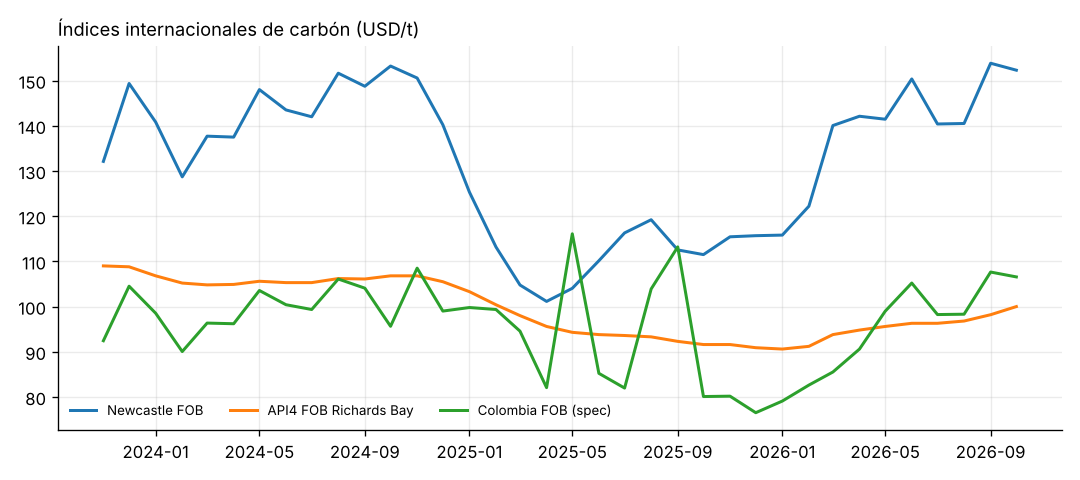 Índices internacionales de carbón (USD/t)
150
140
130
120
110
100
90
80
Newcastle FOB API4 FOB Richards Bay Colombia FOB (spec)
2024-01 2024-05 2024-09 2025-01 2025-05 2025-09 2026-01 2026-05 2026-09